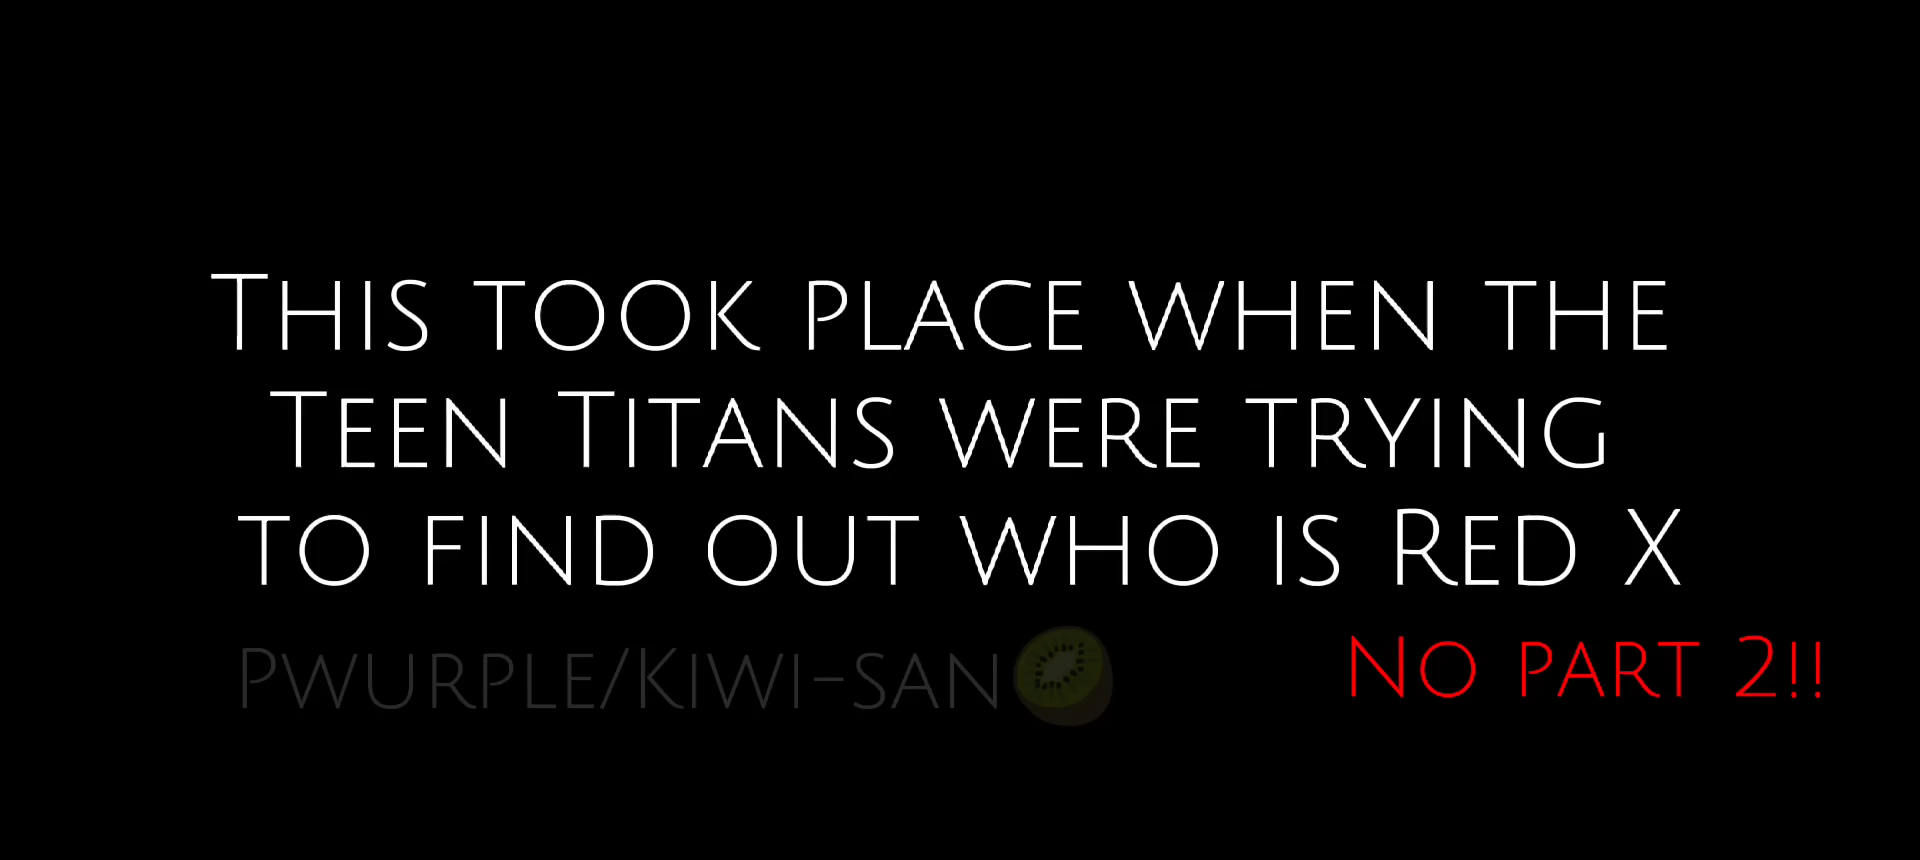 This took place when the
Teen Titans were trying
to find out who is Red X
Pwurple/Kiwi-san🥝
No part 2!!